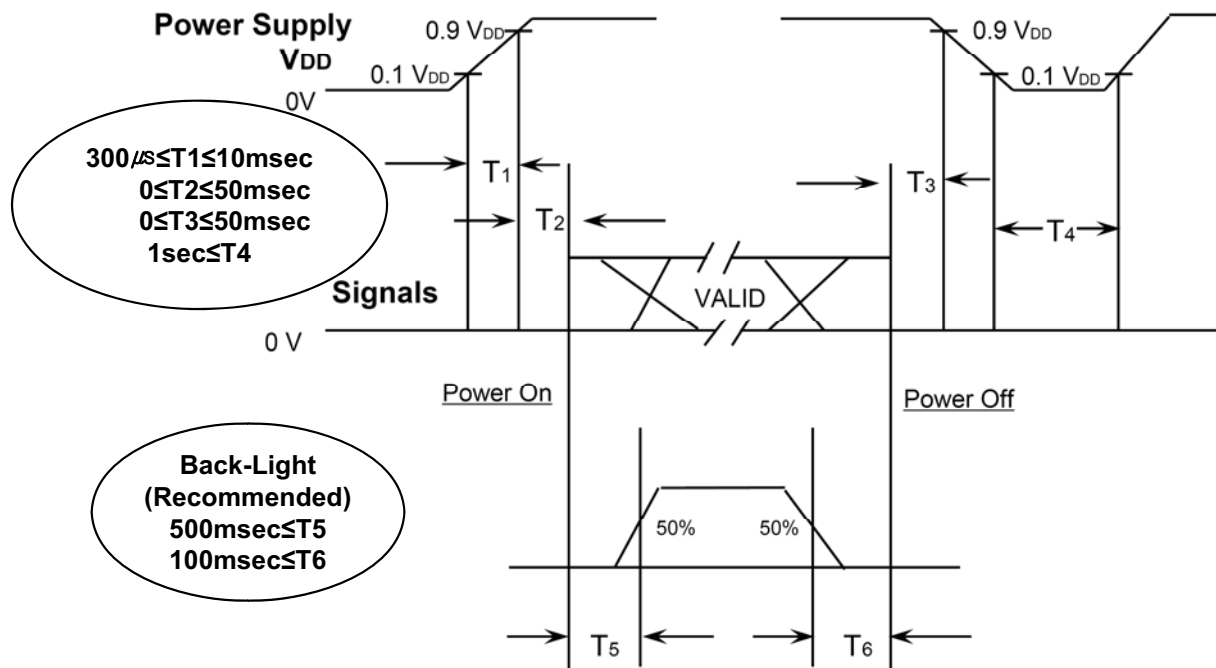 Power Supply
VDD
0.9 VDD
0.9 VDD
0.1 VDD
0.1 VDD
0V
300㎲≤T1≤10msec
0≤T2≤50msec
0≤T3≤50msec
1sec≤T4
T1
T3
T2
T4
Signals
VALID
0 V
Power On
Power Off
Back-Light
(Recommended)
500msec≤T5
100msec≤T6
50%
50%
T5
T6